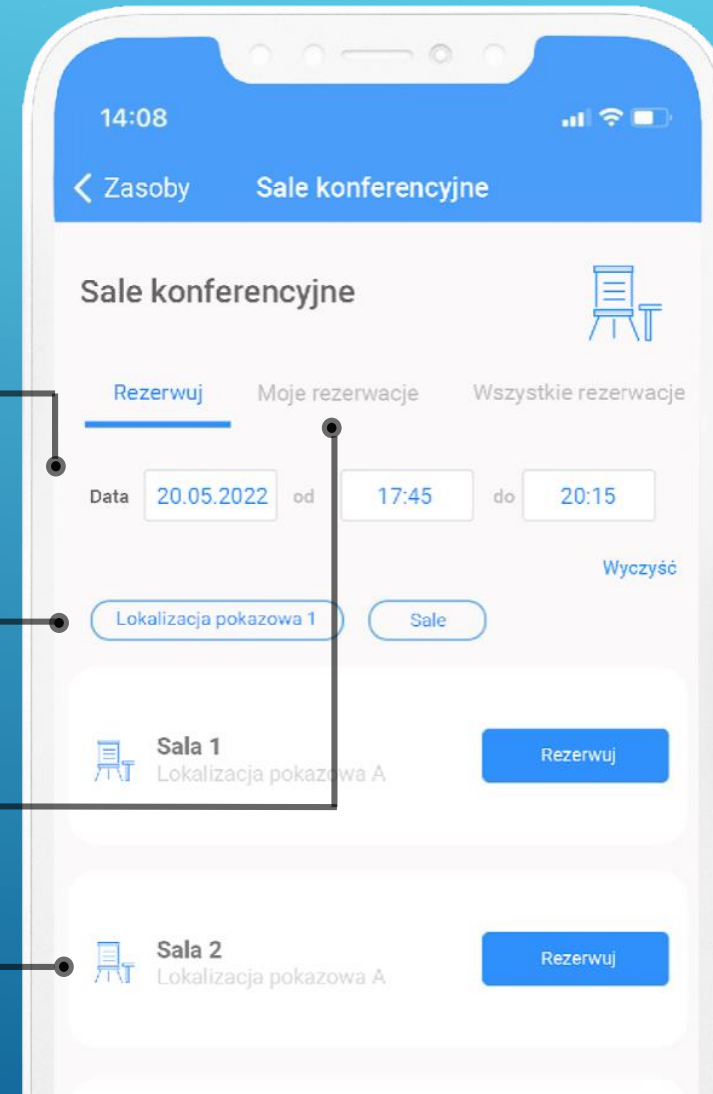 14:08
Zasoby Sale konferencyjne
Sale konferencyjne
Rezerwuj Moje rezerwacje Wszystkie rezerwacje
Data 20.05.2022 od 17:45 do 20:15
Wyczyść
Lokalizacja pokazowa 1 Sale
Sala 1
Lokalizacja pokazowa A
Rezerwuj
Sala 2
Lokalizacja pokazowa A
Rezerwuj